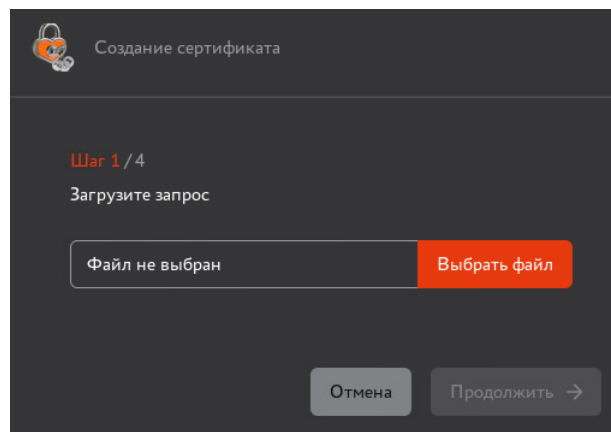 Создание сертификата
Шаг 1 / 4
Загрузите запрос
Файл не выбран
Выбрать файл
Отмена
Продолжить →